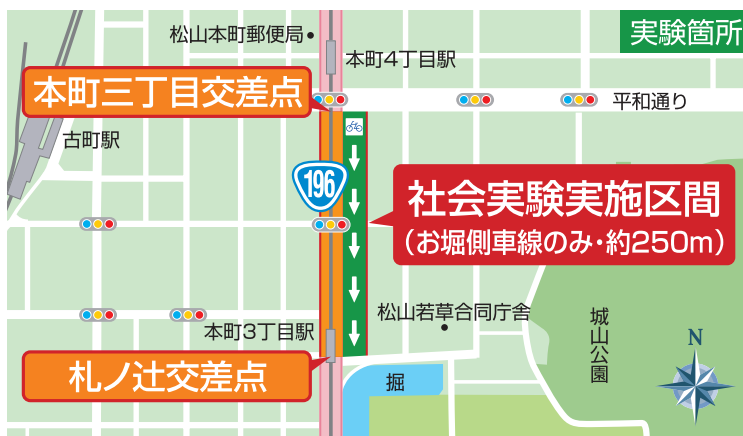 実験箇所
松山本町郵便局
本町4丁目駅
本町三丁目交差点
平和通り
古町駅
196
社会実験実施区間
（お堀側車線のみ・約250m）
松山若草合同庁舎
本町3丁目駅
城山公園
N
札ノ辻交差点
掘